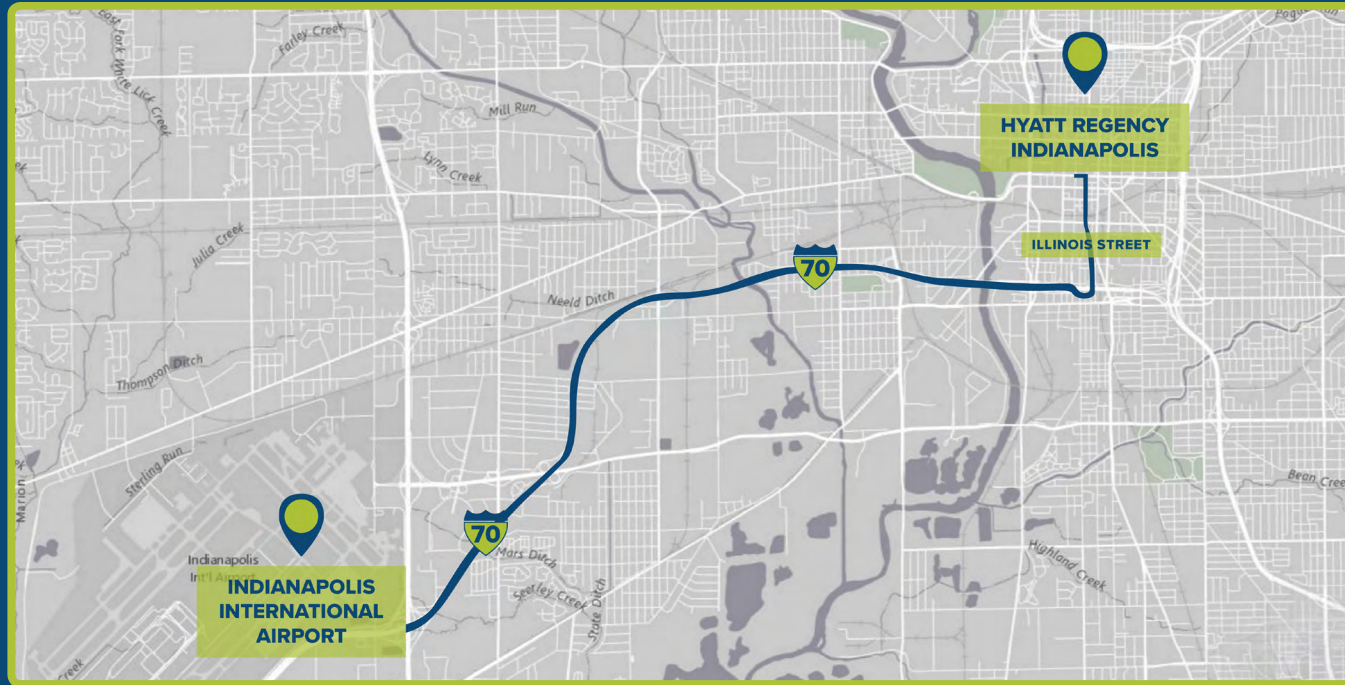 East Fork White Lick Creek
Farley Creek
Pogue Run
Mill Run
HYATT REGENCY
INDIANAPOLIS
Lynn Creek
Julia Creek
ILLINOIS STREET
70
Neeld Ditch
Thompson Ditch
Sterling Run
Marion
Bean Cree
70
Mars Ditch
Highland Creek
Indianapolis
Int'l Airport
INDIANAPOLIS
INTERNATIONAL
AIRPORT
Seerley Creek
State Ditch
Creek